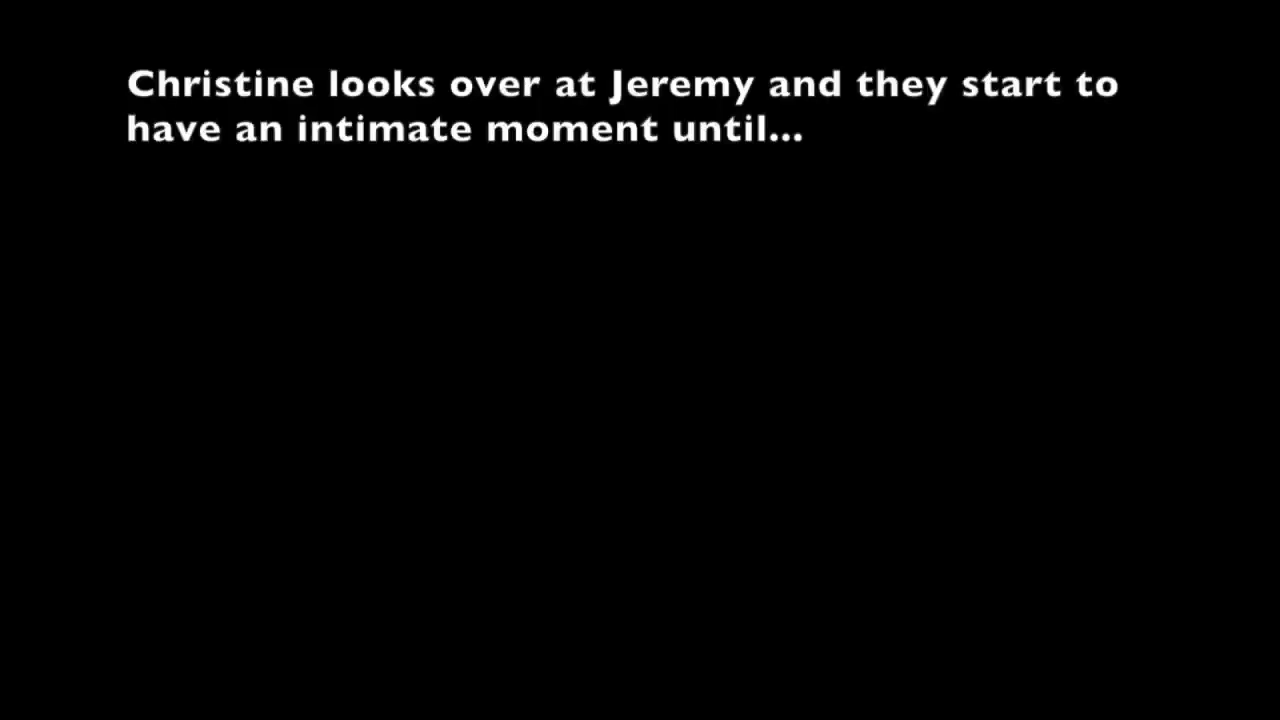 Christine looks over at Jeremy and they start to
have an intimate moment until...